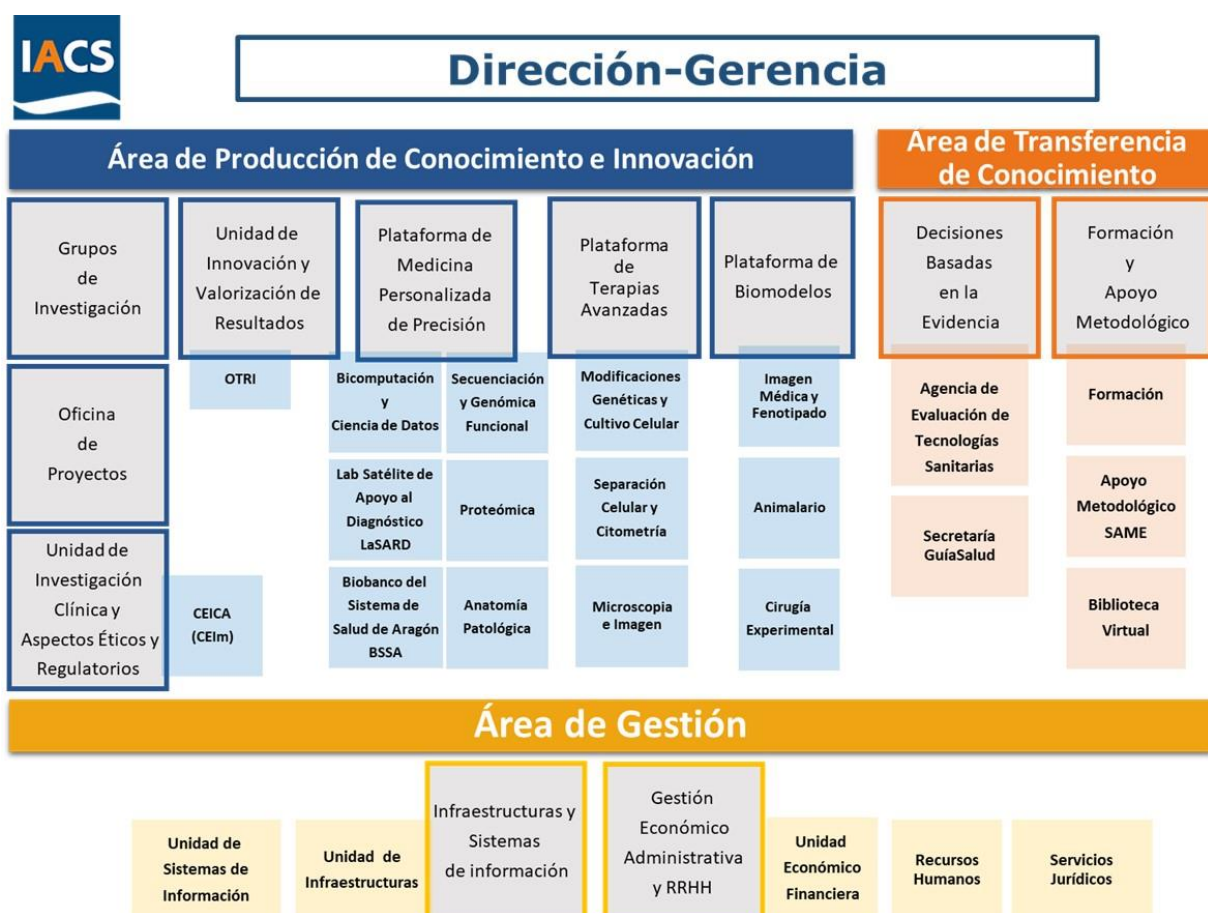 IACS
Dirección-Gerencia
Área de Producción de Conocimiento e Innovación
Área de Transferencia
de Conocimiento
Grupos
de
Investigación
Unidad de
Innovación y
Valorización de
Resultados
Plataforma de
Medicina
Personalizada
de Precisión
Plataforma
de
Terapias
Avanzadas
Plataforma de
Biomodelos
Decisiones
Basadas
en la
Evidencia
Formación
y
Apoyo
Metodológico
OTRI
Bicomputación
y
Ciencia de Datos
Secuenciación
y Genómica
Funcional
Modificaciones
Genéticas y
Cultivo Celular
Imagen
Médica y
Fenotipado
Agencia de
Evaluación de
Tecnologías
Sanitarias
Formación
Oficina
de
Proyectos
Lab Satélite de
Apoyo al
Diagnóstico
LaSARD
Proteómica
Separación
Celular y
Citometría
Animalario
Secretaría
GuíaSalud
Apoyo
Metodológico
SAME
Unidad de
Investigación
Clínica y
Aspectos Éticos y
Regulatorios
CEICA
(CEIm)
Biobanco del
Sistema de
Salud de Aragón
BSSA
Anatomía
Patológica
Microscopia
e Imagen
Cirugía
Experimental
Biblioteca
Virtual
Área de Gestión
Unidad de
Sistemas de
Información
Unidad de
Infraestructuras
Infraestructuras y
Sistemas
de información
Gestión
Económico
Administrativa
y RRHH
Unidad
Económico
Financiera
Recursos
Humanos
Servicios
Jurídicos